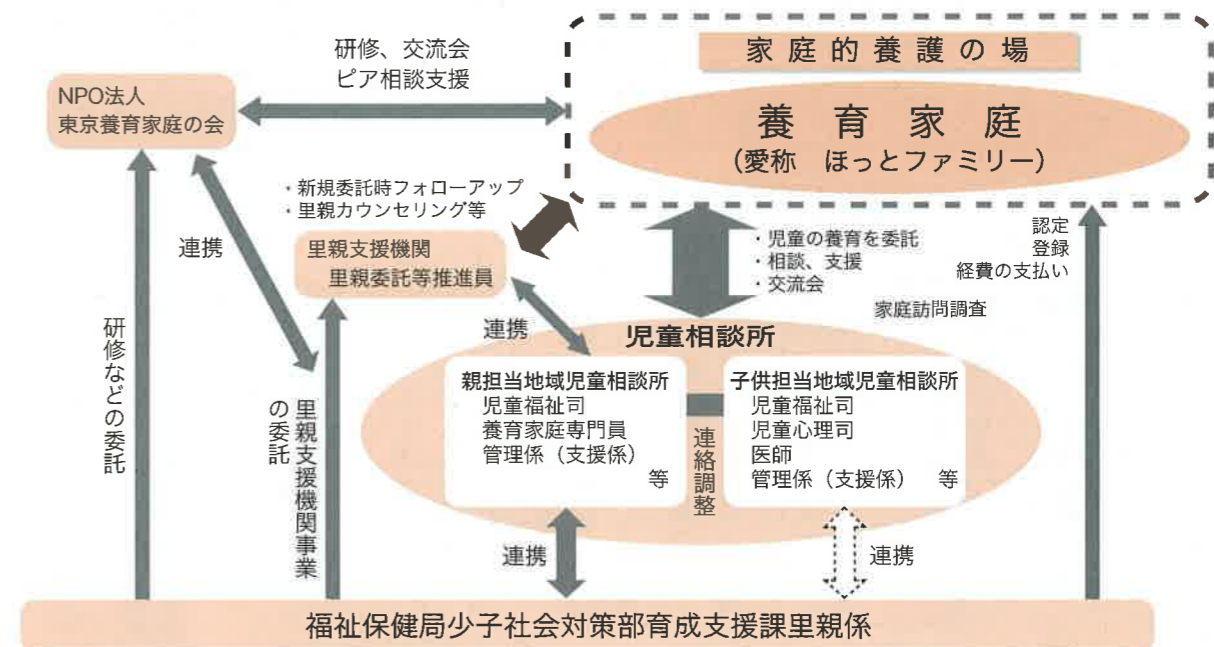 研修、交流会
ピア相談支援
家庭的養護の場
NPO法人
東京養育家庭の会
養育家庭
(愛称　ほっとファミリー)
・新規委託時フォローアップ
・里親カウンセリング等
連携
里親支援機関
里親委託等推進員
・児童の養育を委託
・相談、支援
・交流会
認定
登録
経費の支払い
家庭訪問調査
連携
児童相談所
研修などの委託
里親支援機関事業
の委託
親担当地域児童相談所
児童福祉司
養育家庭専門員
管理係（支援係）
等
連絡調整
子供担当地域児童相談所
児童福祉司
児童心理司
医師
管理係（支援係）　等
連携
連携
福祉保健局少子社会対策部育成支援課里親係